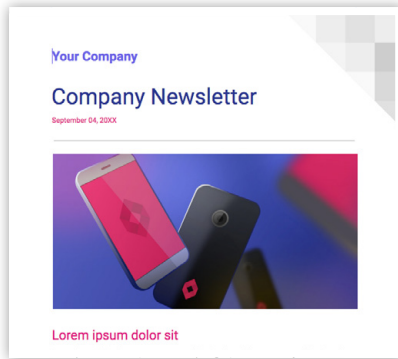 Your Company
Company Newsletter
September 04, 20XX
Lorem ipsum dolor sit